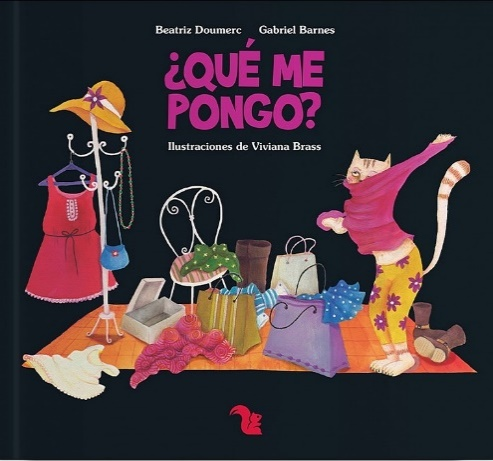 Beatriz Doumerc Gabriel Barnes
¿QUÉ ME
PONGO?
Ilustraciones de Viviana Brass